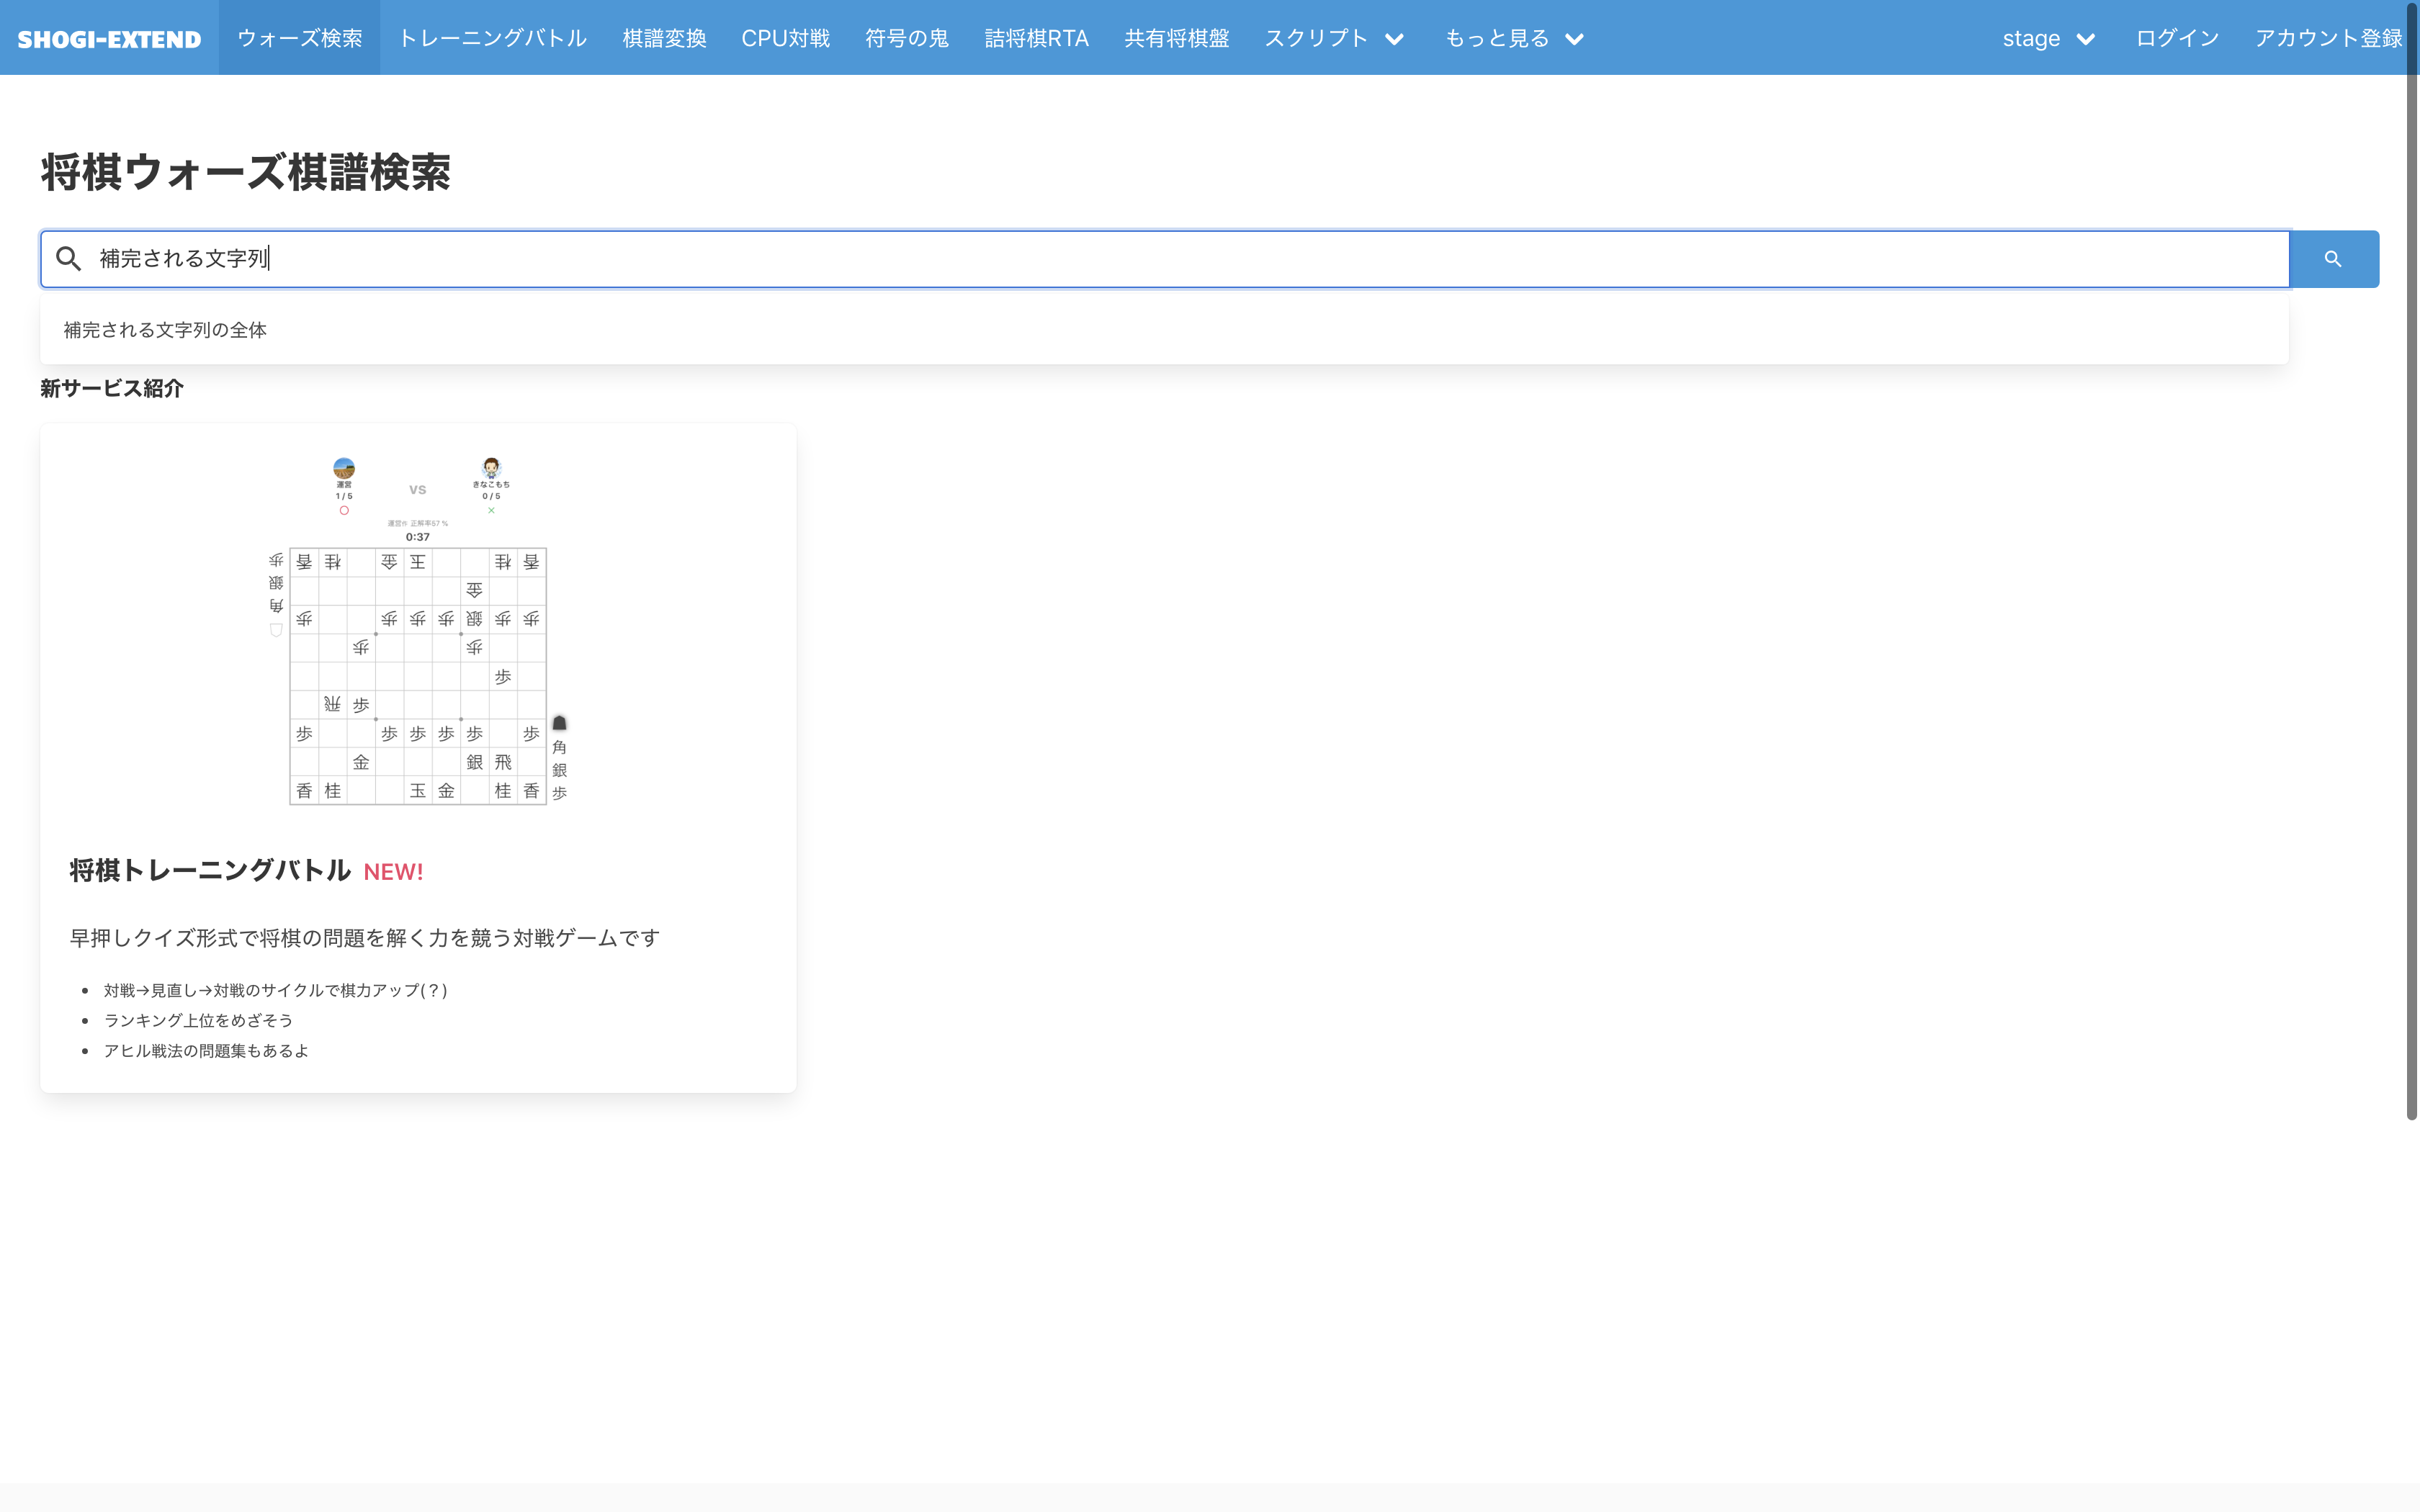 SHOGI-EXTEND ウォーズ検索 トレーニングバトル 棋譜変換 CPU対戦 符号の鬼 詰将棋RTA 共有将棋盤 スクリプト もっと見る stage ログイン アカウント登録
将棋ウォーズ棋譜検索
補完される文字列
補完される文字列の全体
新サービス紹介
運営 vs きなこもち
1 / 5 0 / 5
○ ×
運営作 正解率67 %
0:37
歩 香 桂 金 王 桂 香
銀 金
角
歩 歩 歩 歩 銀 歩 歩
歩 歩
歩
飛 歩
歩 歩 歩 歩 歩 歩
角
金 銀 飛
銀
香 桂 玉 金 桂 香 歩
将棋トレーニングバトル NEW!
早押しクイズ形式で将棋の問題を解く力を競う対戦ゲームです
• 対戦→見直し→対戦のサイクルで棋力アップ(？)
• ランキング上位をめざそう
• アヒル戦法の問題集もあるよ